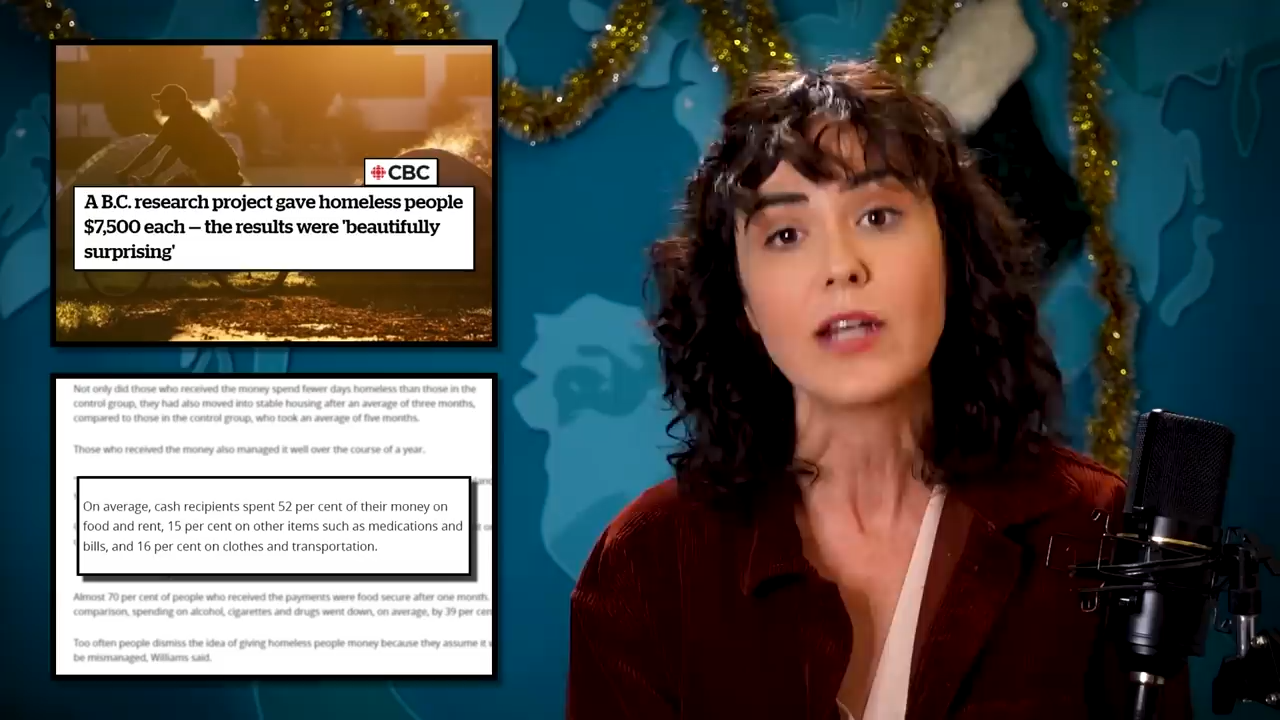 CBC
A B.C. research project gave homeless people
$7,500 each – the results were 'beautifully
surprising'
Not only did those who received the money spend fewer days homeless than those in the
control group, they had also moved into stable housing after an average of three months,
compared to those in the control group, who took an average of five months.
Those who received the money also managed it well over the course of a year.
On average, cash recipients spent 52 per cent of their money on
food and rent, 15 per cent on other items such as medications and
bills, and 16 per cent on clothes and transportation.
Almost 70 per cent of people who received the payments were food secure after one month.
comparison, spending on alcohol, cigarettes and drugs went down, on average, by 39 per cen
Too often people dismiss the idea of giving homeless people money because they assume it
be mismanaged, Williams said.